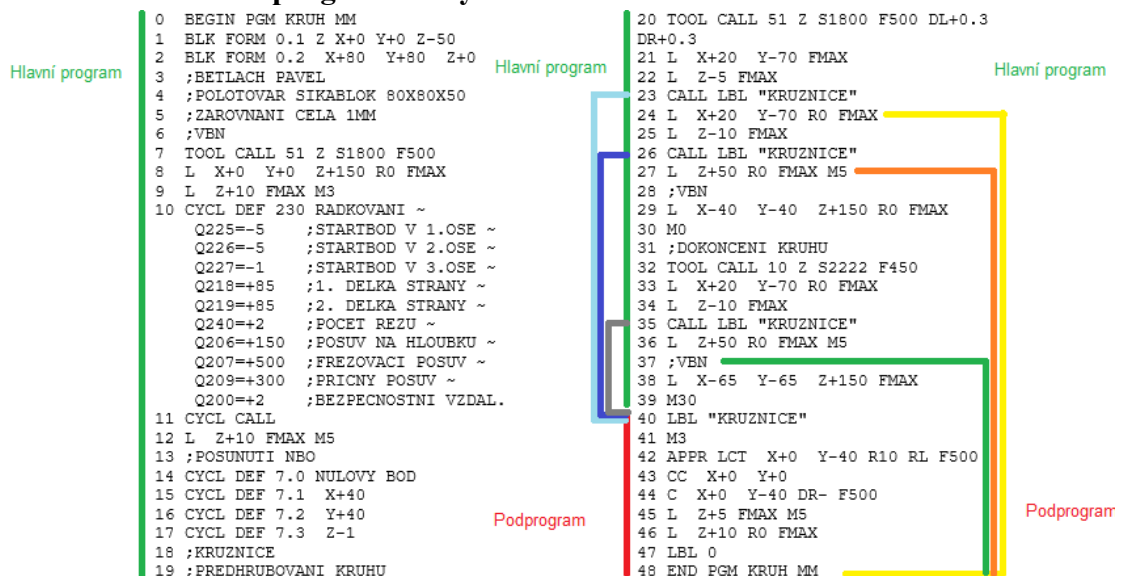 0 BEGIN PGM KRUH MM
1 BLK FORM 0.1 Z X+0 Y+0 Z-50
2 BLK FORM 0.2 X+80 Y+80 Z+0
3 ;BETLACH PAVEL
4 ;POLOTOVAR SIKABLOK 80X80X50
5 ;ZAROVNANI CELA 1MM
6 ;VBN
7 TOOL CALL 51 Z S1800 F500
8 L X+0 Y+0 Z+150 R0 FMAX
9 L Z+10 FMAX M3
10 CYCL DEF 230 RADKOVANI ~
Q225=-5 ;STARTBOD V 1.OSE ~
Q226=-5 ;STARTBOD V 2.OSE ~
Q227=-1 ;STARTBOD V 3.OSE ~
Q218=+85 ;1. DELKA STRANY ~
Q219=+85 ;2. DELKA STRANY ~
Q240=+2 ;POCET REZU ~
Q206=+150 ;POSUV NA HLOUBKU ~
Q207=+500 ;FREZOVACI POSUV ~
Q209=+300 ;PRICNY POSUV ~
Q200=+2 ;BEZPECNOSTNI VZDAL.
11 CYCL CALL
12 L Z+10 FMAX M5
13 ;POSUNUTI NBO
14 CYCL DEF 7.0 NULOVY BOD
15 CYCL DEF 7.1 X+40
16 CYCL DEF 7.2 Y+40
17 CYCL DEF 7.3 Z-1
18 ;KRUZNICE
19 ;PREDHRUBOVANI KRUHU
Hlavní program
Hlavní program
20 TOOL CALL 51 Z S1800 F500 DL+0.3
DR+0.3
21 L X+20 Y-70 FMAX
22 L Z-5 FMAX
23 CALL LBL "KRUZNICE"
24 L X+20 Y-70 R0 FMAX
25 L Z-10 FMAX
26 CALL LBL "KRUZNICE"
27 L Z+50 R0 FMAX M5
28 ;VBN
29 L X-40 Y-40 Z+150 R0 FMAX
30 M0
31 ;DOKONCENI KRUHU
32 TOOL CALL 10 Z S2222 F450
33 L X+20 Y-70 R0 FMAX
34 L Z-10 FMAX
35 CALL LBL "KRUZNICE"
36 L Z+50 R0 FMAX M5
37 ;VBN
38 L X-65 Y-65 Z+150 FMAX
39 M30
40 LBL "KRUZNICE"
41 M3
42 APPR LCT X+0 Y-40 R10 RL F500
43 CC X+0 Y+0
44 C X+0 Y-40 DR- F500
45 L Z+5 FMAX M5
46 L Z+10 R0 FMAX
47 LBL 0
48 END PGM KRUH MM
Hlavní program
Podprogram
Podprogram